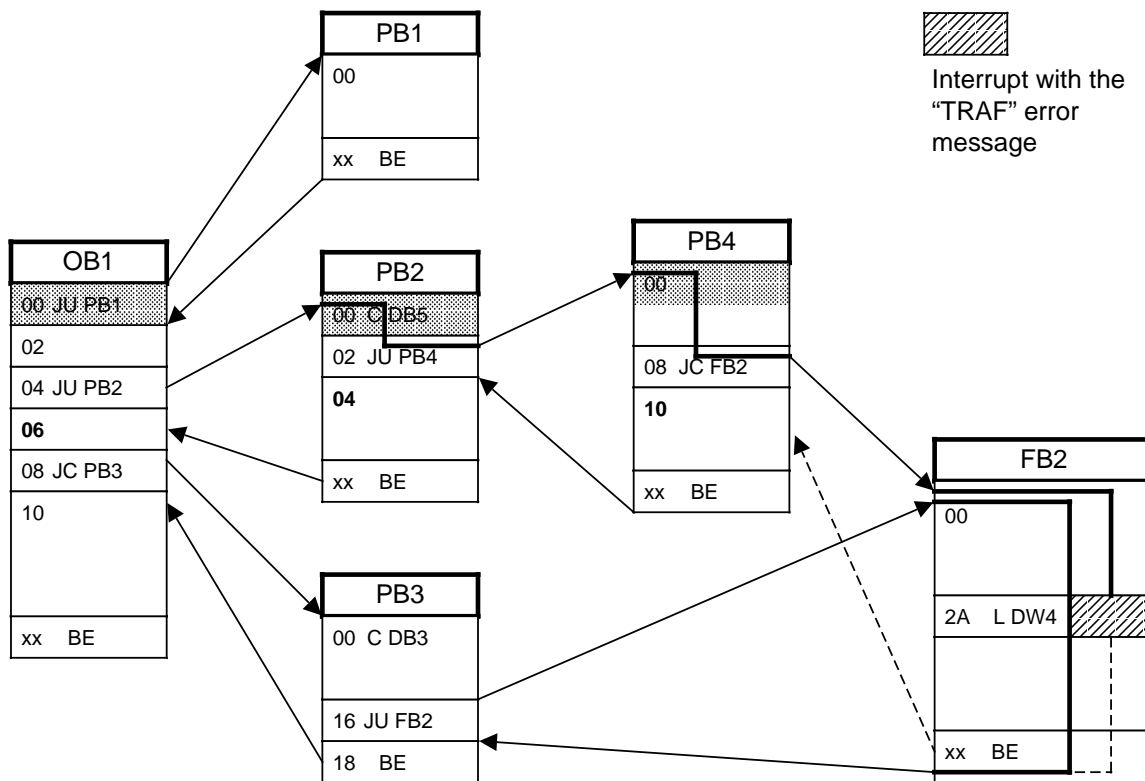 PB1
00
xx BE
Interrupt with the
“TRAF” error
message
OB1
00 JU PB1
02
04 JU PB2
06
08 JC PB3
10
xx BE
PB2
00 C DB5
02 JU PB4
04
xx BE
PB4
00
08 JC FB2
10
xx BE
PB3
00 C DB3
16 JU FB2
18 BE
FB2
00
2A L DW4
xx BE